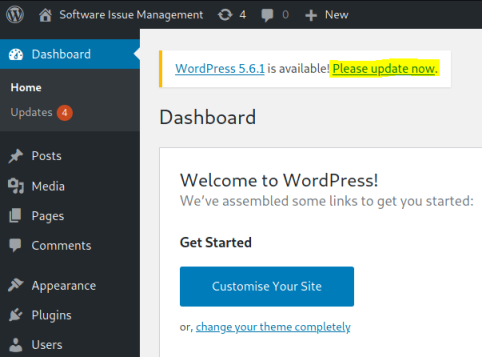 Software Issue Management 4 0 + New
Dashboard
Home
Updates 4
Posts
Media
Pages
Comments
Appearance
Plugins
Users
WordPress 5.6.1 is available! Please update now.
Dashboard
Welcome to WordPress!
We've assembled some links to get you started:
Get Started
Customise Your Site
or, change your theme completely